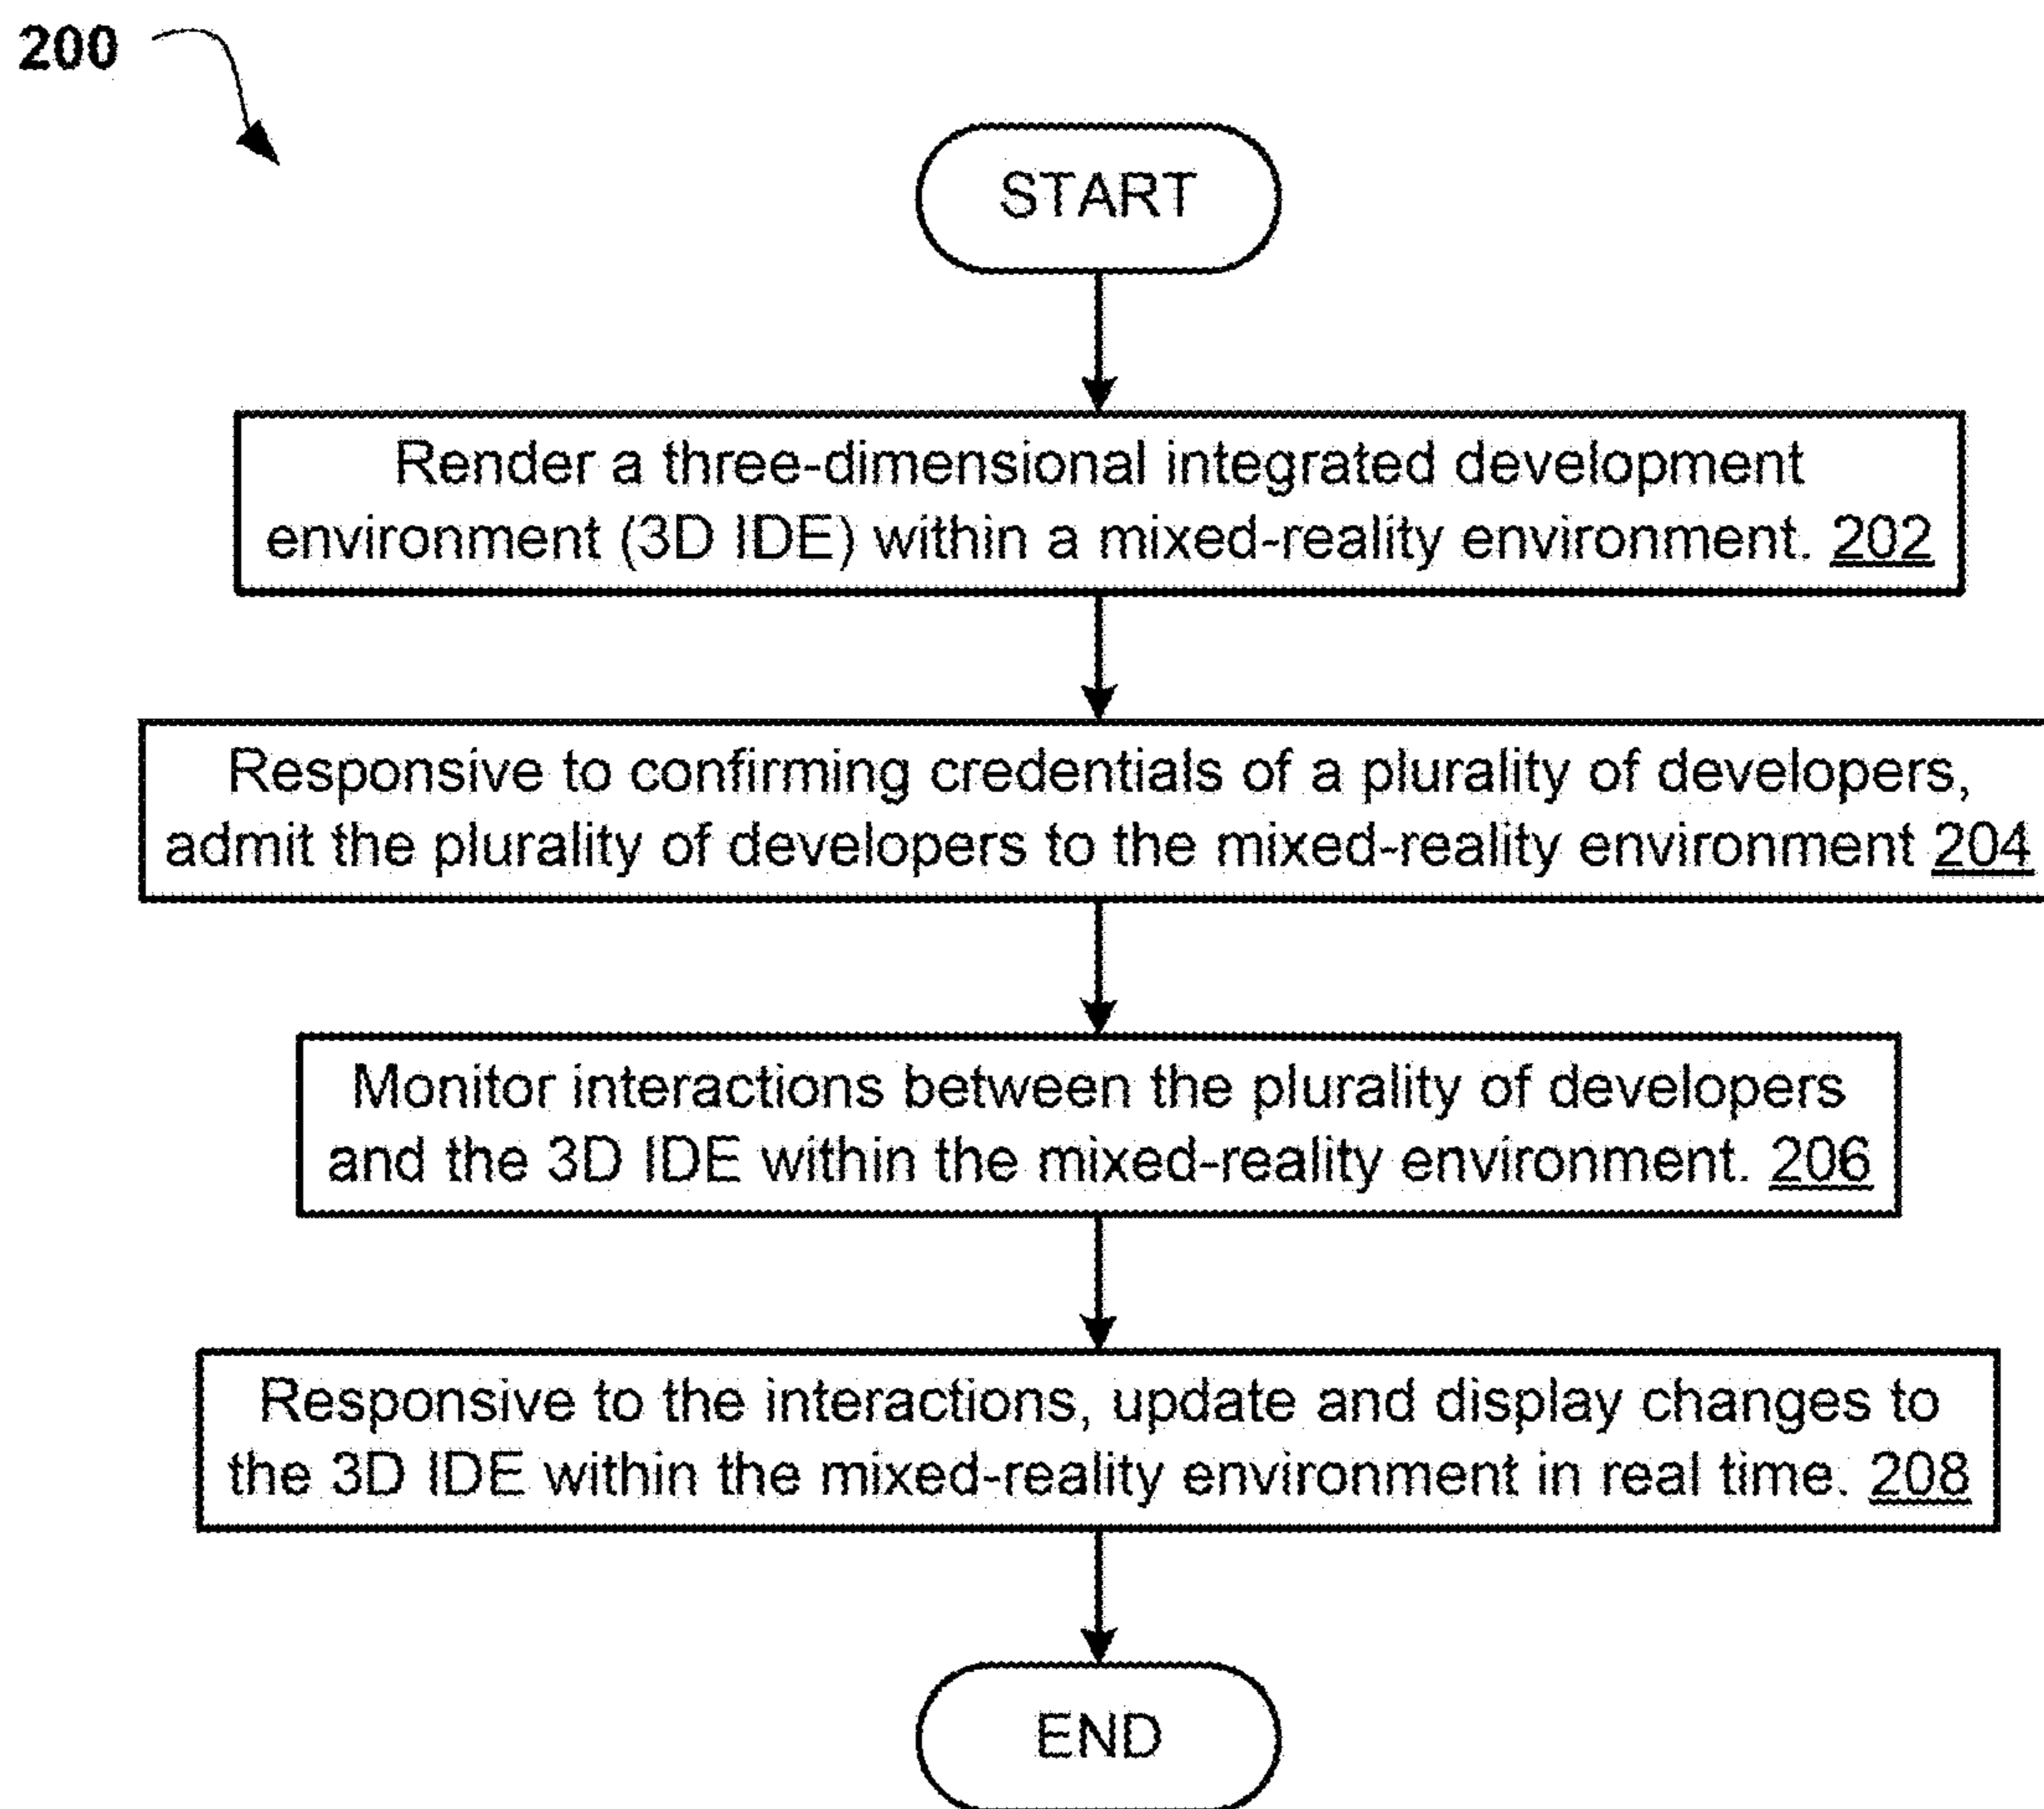 200
START
Render a three-dimensional integrated development
environment (3D IDE) within a mixed-reality environment. 202
Responsive to confirming credentials of a plurality of developers,
admit the plurality of developers to the mixed-reality environment 204
Monitor interactions between the plurality of developers
and the 3D IDE within the mixed-reality environment. 206
Responsive to the interactions, update and display changes to
the 3D IDE within the mixed-reality environment in real time. 208
END